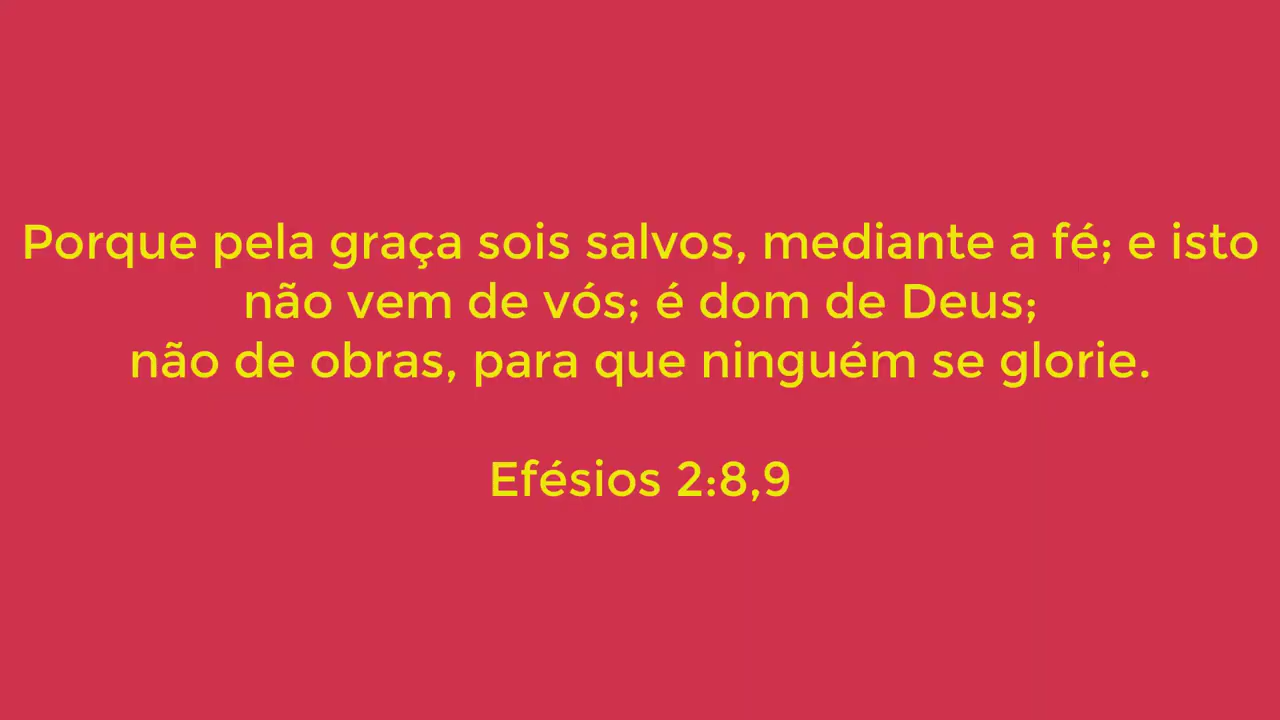 Porque pela graça sois salvos, mediante a fé; e isto
não vem de vós; é dom de Deus;
não de obras, para que ninguém se glorie.
Efésios 2:8,9